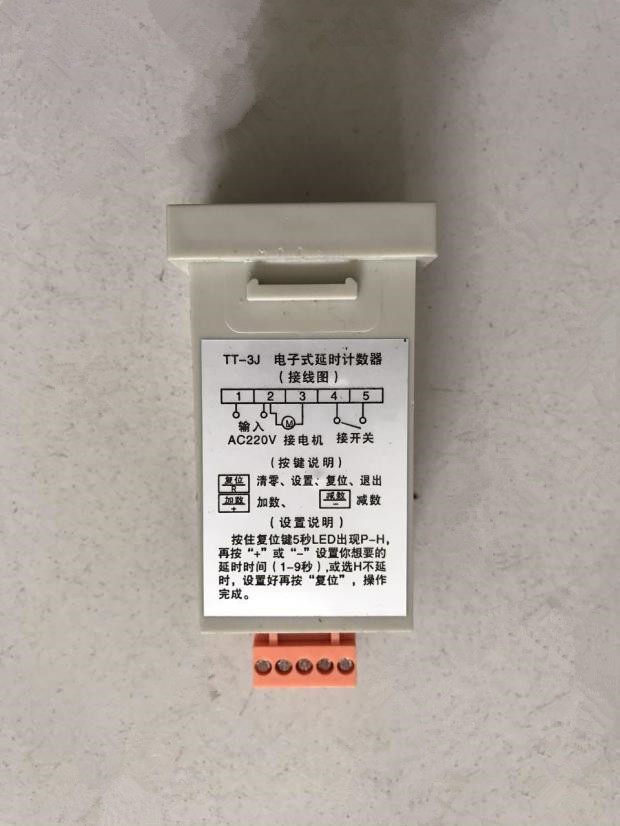 TT-3J 电子式延时计数器
(接线图)
1 2 3 4 5
M
输入
AC220V 接电机 接开关
(按键说明)
复位 R 清零、设置、复位、退出
加数 + 加数、 减数 - 减数
(设置说明)
按住复位键5秒LED出现P-H,
再按“+”或“-”设置你想要的
延时时间(1-9秒),或选H不延
时,设置好再按“复位”,操作
完成。